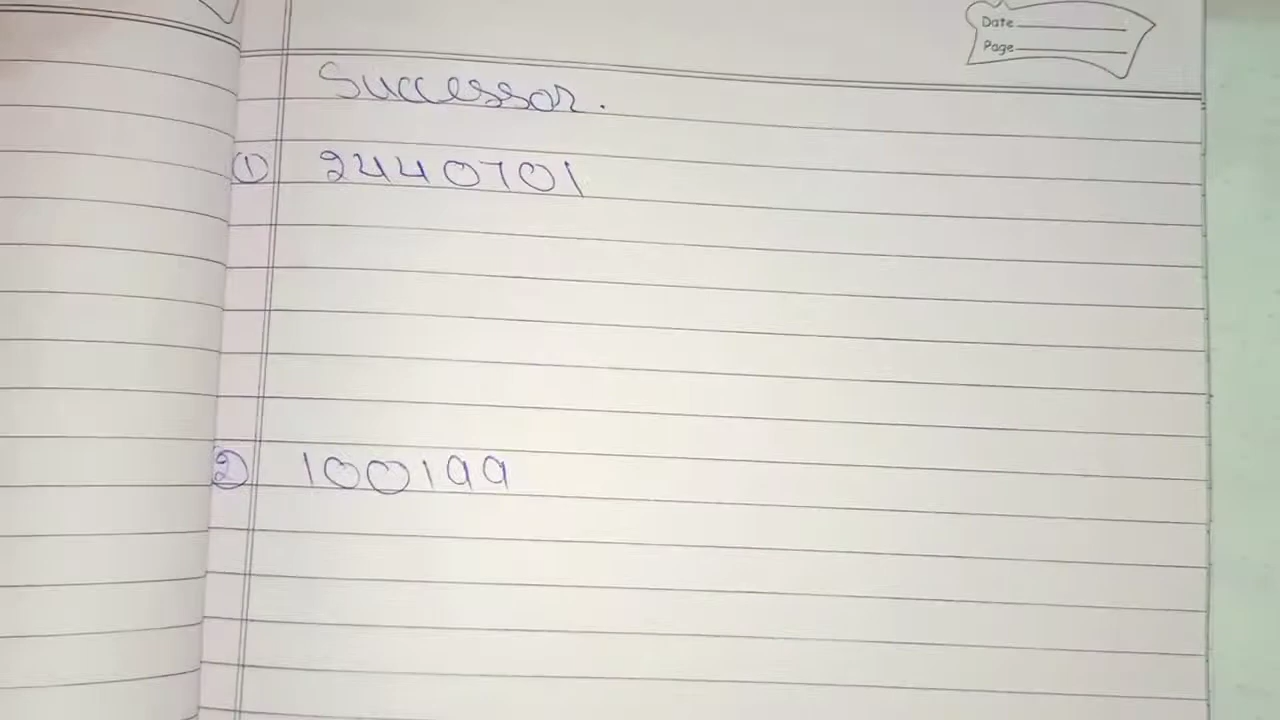 Date
Page
Successor.
① 2440701
② 100199